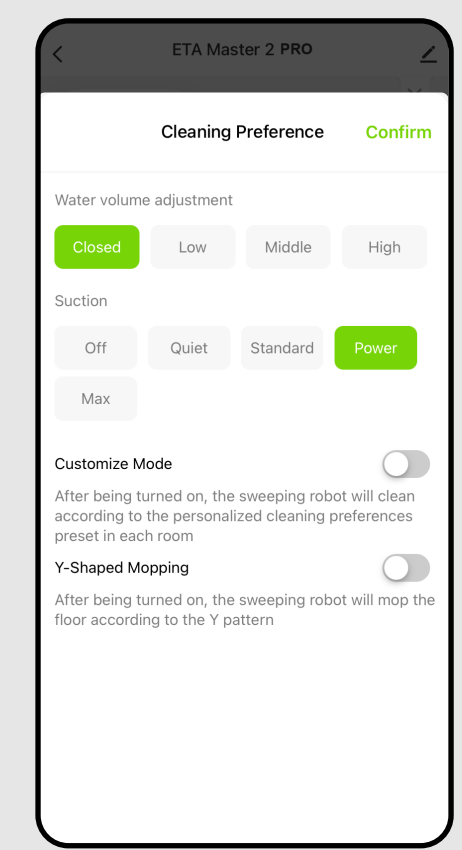 ETA Master 2 PRO
Cleaning Preference Confirm
Water volume adjustment
Closed Low Middle High
Suction
Off Quiet Standard Power
Max
Customize Mode
After being turned on, the sweeping robot will clean
according to the personalized cleaning preferences
preset in each room
Y-Shaped Mopping
After being turned on, the sweeping robot will mop the
floor according to the Y pattern